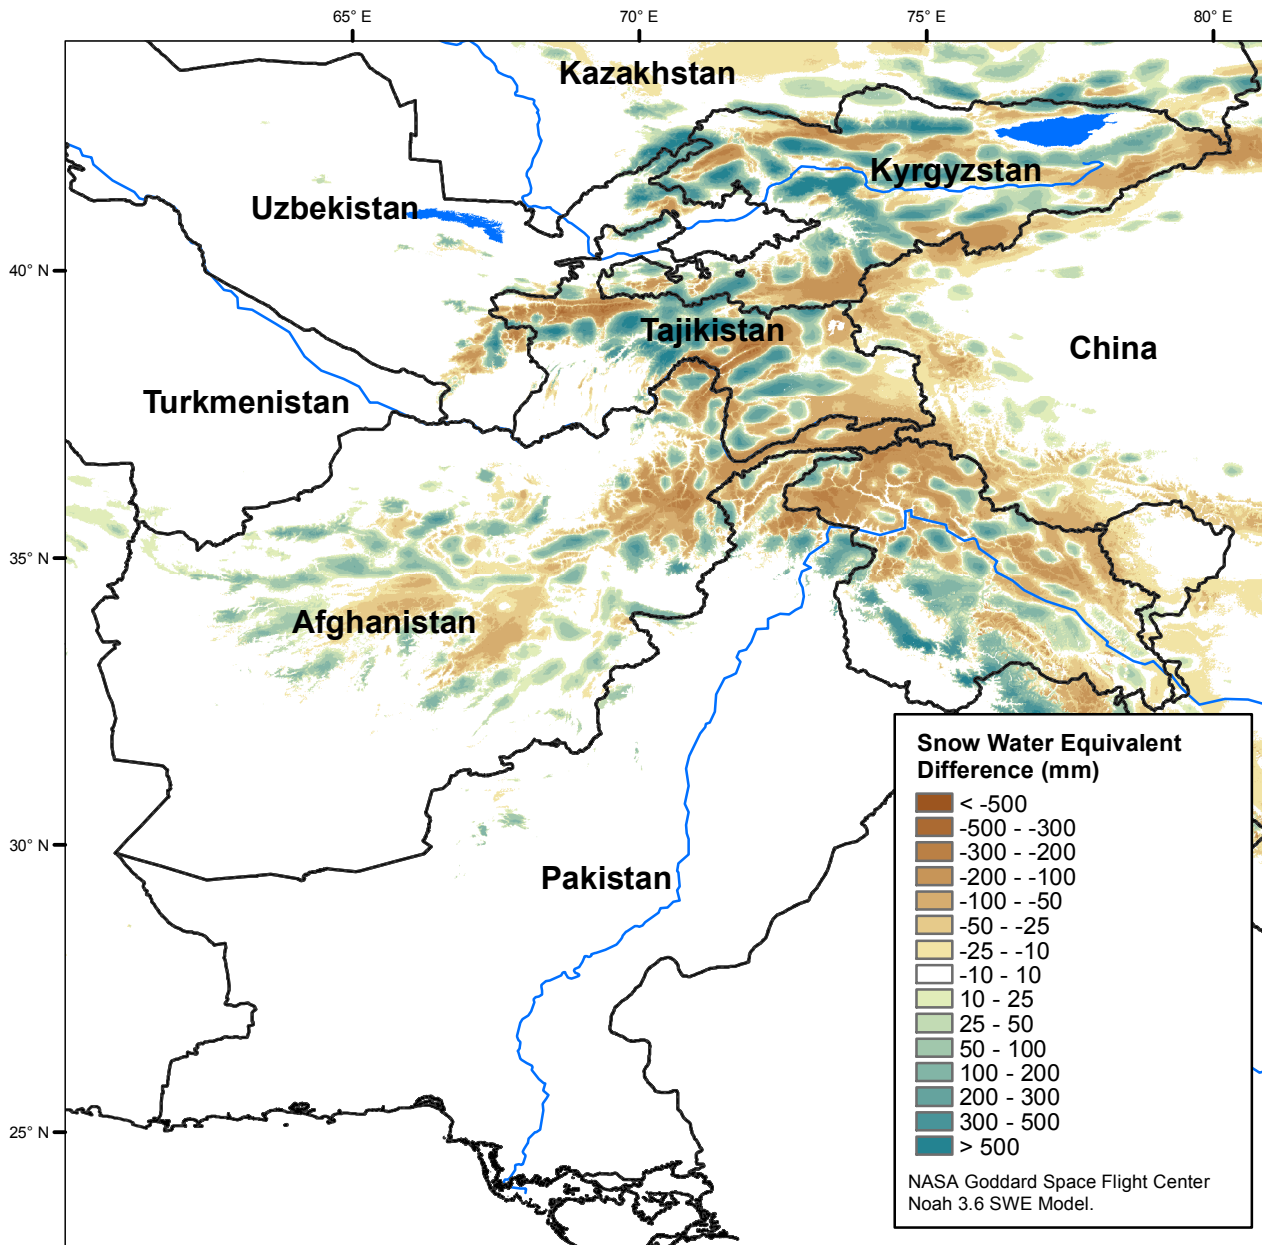 65° E
70° E
75° E
80° E
Kazakhstan
Kyrgyzstan
Uzbekistan
40° N
Tajikistan
China
Turkmenistan
35° N
Afghanistan
30° N
Pakistan
25° N
Snow Water Equivalent
Difference (mm)
< -500
-500 - -300
-300 - -200
-200 - -100
-100 - -50
-50 - -25
-25 - -10
-10 - 10
10 - 25
25 - 50
50 - 100
100 - 200
200 - 300
300 - 500
> 500
NASA Goddard Space Flight Center
Noah 3.6 SWE Model.